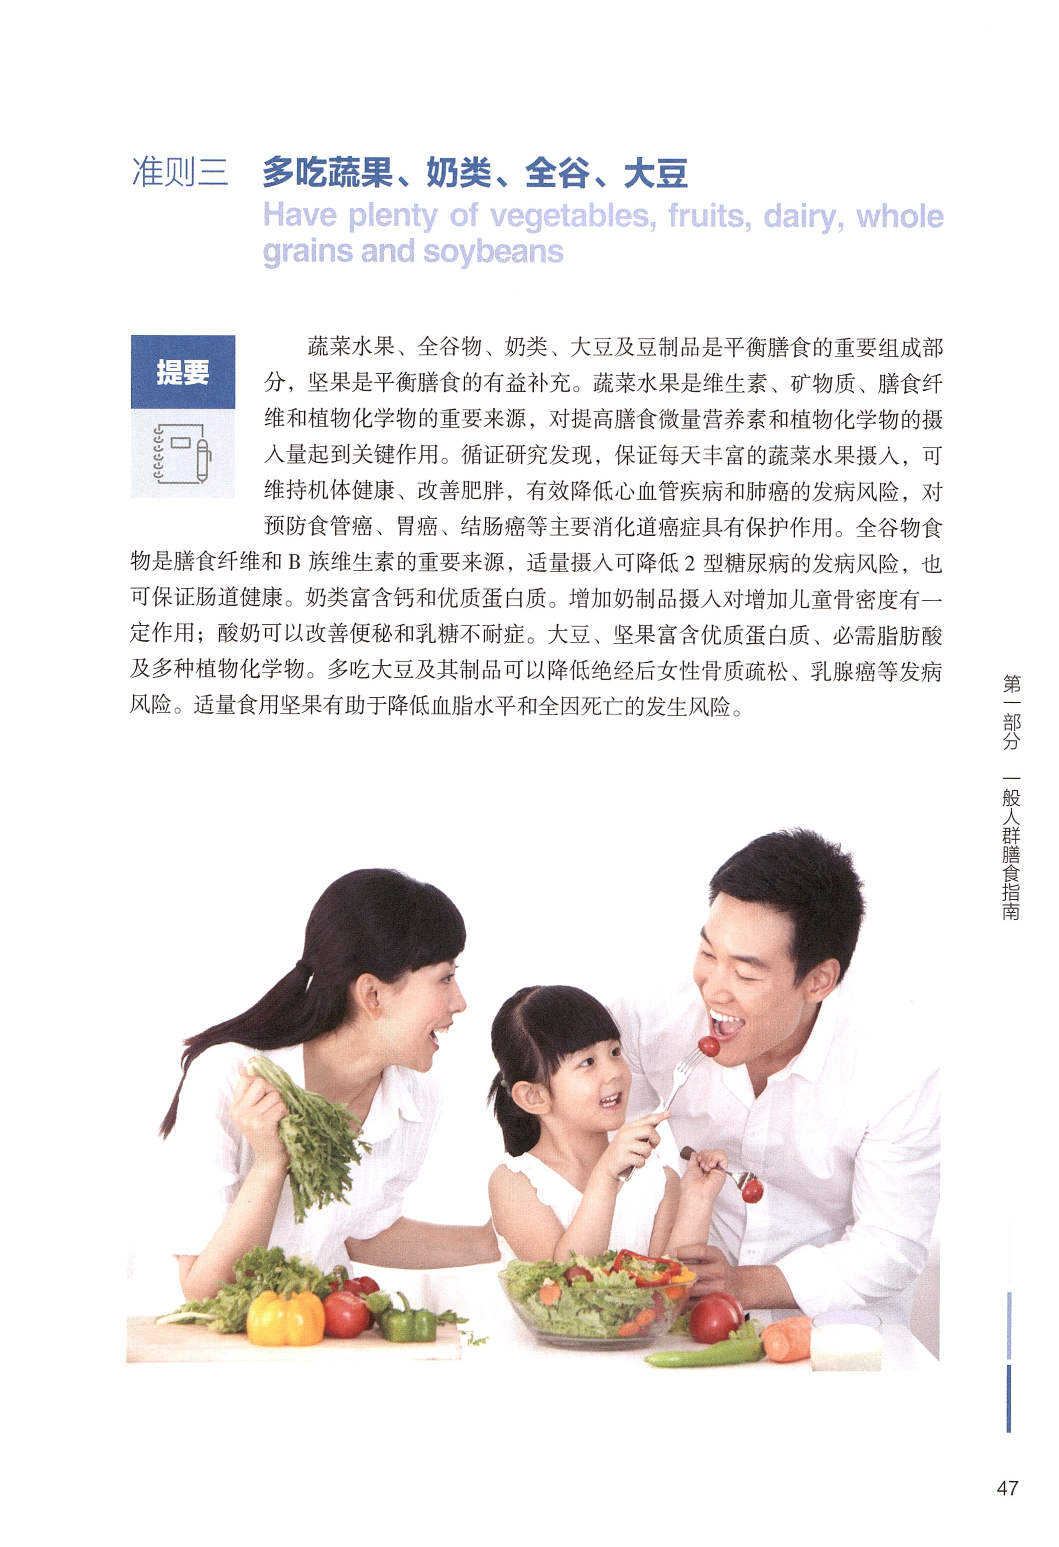 准则三 多吃蔬果、奶类、全谷、大豆
Have plenty of vegetables, fruits, dairy, whole
grains and soybeans
提要
蔬菜水果、全谷物、奶类、大豆及豆制品是平衡膳食的重要组成部
分，坚果是平衡膳食的有益补充。蔬菜水果是维生素、矿物质、膳食纤
维和植物化学物的重要来源，对提高膳食微量营养素和植物化学物的摄
入量起到关键作用。循证研究发现，保证每天丰富的蔬菜水果摄入，可
维持机体健康、改善肥胖，有效降低心血管疾病和肺癌的发病风险，对
预防食管癌、胃癌、结肠癌等主要消化道癌症具有保护作用。全谷物食
物是膳食纤维和 B 族维生素的重要来源，适量摄入可降低 2 型糖尿病的发病风险，也
可保证肠道健康。奶类富含钙和优质蛋白质。增加奶制品摄入对增加儿童骨密度有一
定作用；酸奶可以改善便秘和乳糖不耐症。大豆、坚果富含优质蛋白质、必需脂肪酸
及多种植物化学物。多吃大豆及其制品可以降低绝经后女性骨质疏松、乳腺癌等发病
风险。适量食用坚果有助于降低血脂水平和全因死亡的发生风险。
第一部分 一般人群膳食指南
47